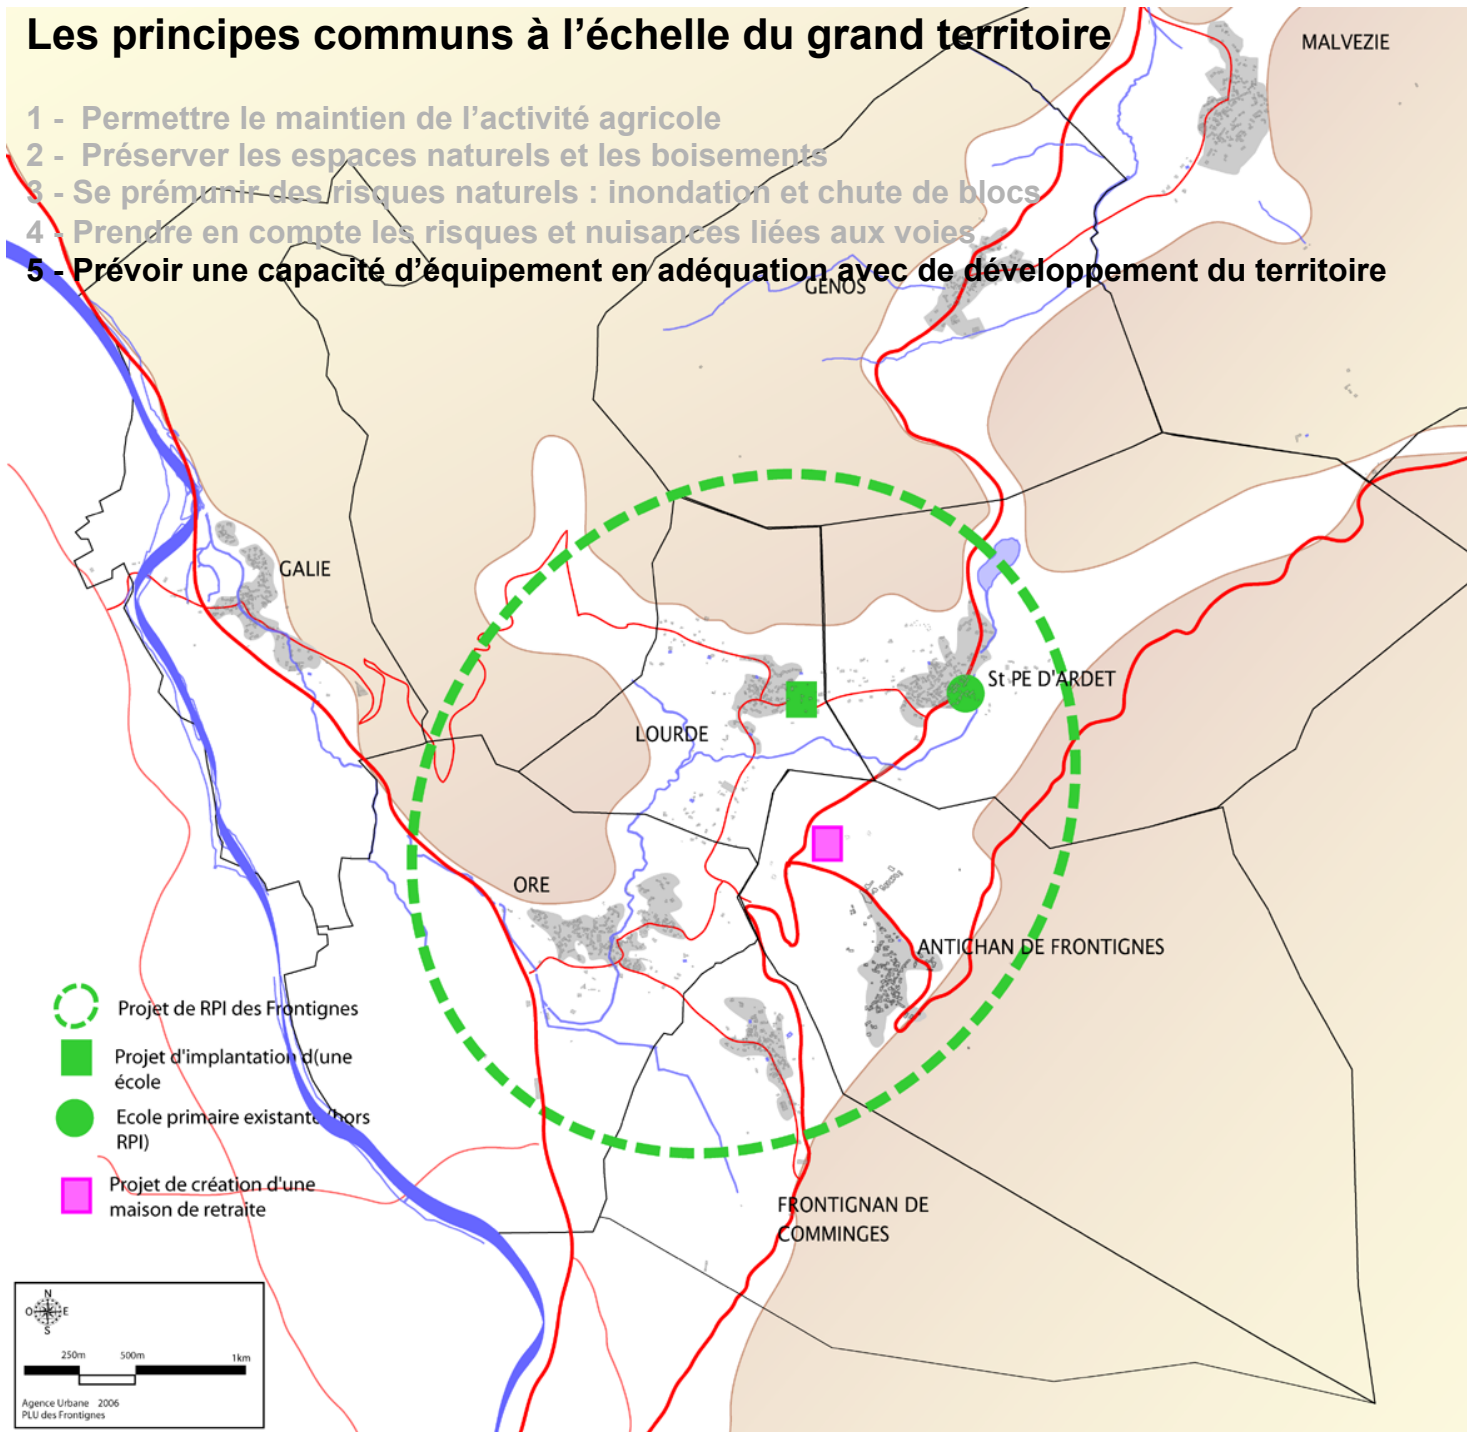 Les principes communs à l’échelle du grand territoire
1 - Permettre le maintien de l’activité agricole
2 - Préserver les espaces naturels et les boisements
3 - Se prémunir des risques naturels : inondation et chute de blocs
4 - Prendre en compte les risques et nuisances liées aux voies
5 - Prévoir une capacité d’équipement en adéquation avec de développement du territoire
MALVEZIE
GENOS
GALIE
St PE D'ARDET
LOURDE
ORE
ANTICHAN DE FRONTIGNES
FRONTIGNAN DE
COMMINGES
Projet de RPI des Frontignes
Projet d'implantation d(une
école
Ecole primaire existante (hors
RPI)
Projet de création d'une
maison de retraite
N
O E
S
250m 500m 1km
Agence Urbane 2006
PLU des Frontignes